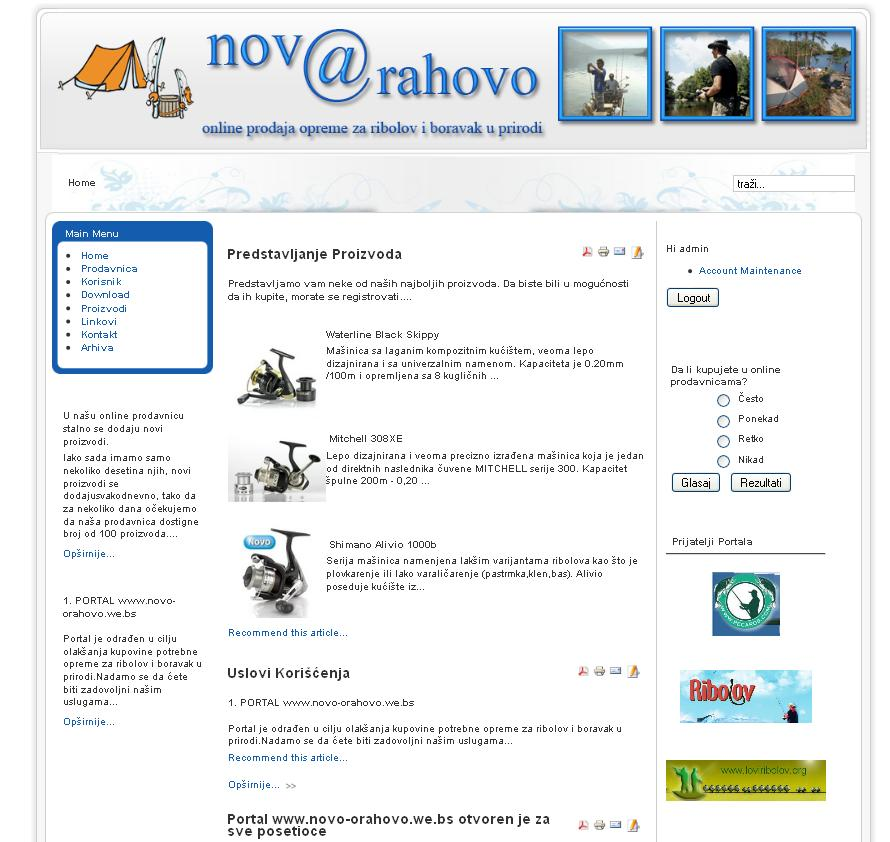 nov@rahovo
online prodaja opreme za ribolov i boravak u prirodi
Home
traži...
Main Menu
Home
Prodavnica
Korisnik
Download
Proizvodi
Linkovi
Kontakt
Arhiva
U našu online prodavnicu
stalno se dodaju novi
proizvodi.
Iako sada imamo samo
nekoliko desetina njih, novi
proizvodi se
dodajusvakodnevno, tako da
za nekoliko dana očekujemo
da naša prodavnica dostigne
broj od 100 proizvoda....
Opširnije...
1. PORTAL www.novo-
orahovo.we.bs
Portal je odrađen u cilju
olakšanja kupovine potrebne
opreme za ribolov i boravak u
prirodi.Nadamo se da ćete
biti zadovoljni našim
uslugama...
Opširnije...
Predstavljanje Proizvoda
Predstavljamo vam neke od naših najboljih proizvoda. Da biste bili u mogućnosti
da ih kupite, morate se registrovati....
Waterline Black Skippy
Mašinica sa laganim kompozitnim kućištem, veoma lepo
dizajnirana i sa univerzalnim namenom. Kapaciteta je 0.20mm
/100m i opremljena sa 8 kugličnih ...
Mitchell 308XE
Lepo dizajnirana i veoma precizno izrađena mašinica koja je jedan
od direktnih naslednika čuvene MITCHELL serije 300. Kapacitet
špulne 200m - 0,20 ...
Novo
Shimano Alivio 1000b
Serija mašinica namenjena lakšim varijantama ribolova kao što je
plovkarenje ili lako varaličarenje (pastrmka,klen,bas). Alivio
poseduje kućište iz...
Recommend this article...
Uslovi Korišćenja
1. PORTAL www.novo-orahovo.we.bs
Portal je odrađen u cilju olakšanja kupovine potrebne opreme za ribolov i boravak u
prirodi.Nadamo se da ćete biti zadovoljni našim uslugama...
Recommend this article...
Opširnije... >>
Portal www.novo-orahovo.we.bs otvoren je za
sve posetioce
Hi admin
Account Maintenance
Logout
Da li kupujete u online
prodavnicama?
Često
Ponekad
Retko
Nikad
Glasaj Rezultati
Prijatelji Portala
Ribolov
www.loviribolov.org